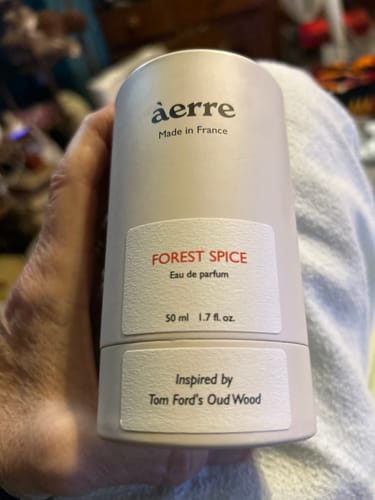 àerre
Made in France
FOREST SPICE
Eau de parfum
50 ml 1.7 fl. oz.
Inspired by
Tom Ford's Oud Wood